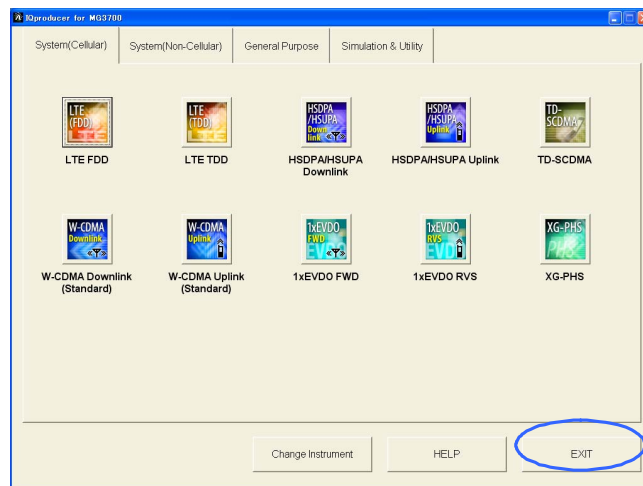 IQproducer for MG3700
System(Cellular) System(Non-Cellular) General Purpose Simulation & Utility
LTE (FDD) LTE
LTE (TDD) LTE
HSDPA /HSUPA Down link
HSDPA /HSUPA Uplink
TD-SCDMA
LTE FDD LTE TDD HSDPA/HSUPA Downlink HSDPA/HSUPA Uplink TD-SCDMA
W-CDMA Downlink
W-CDMA Uplink
1xEVDO FWD EVD
1xEVDO RVS EVD
XG-PHS PHS
W-CDMA Downlink (Standard) W-CDMA Uplink (Standard) 1xEVDO FWD 1xEVDO RVS XG-PHS
Change Instrument HELP EXIT